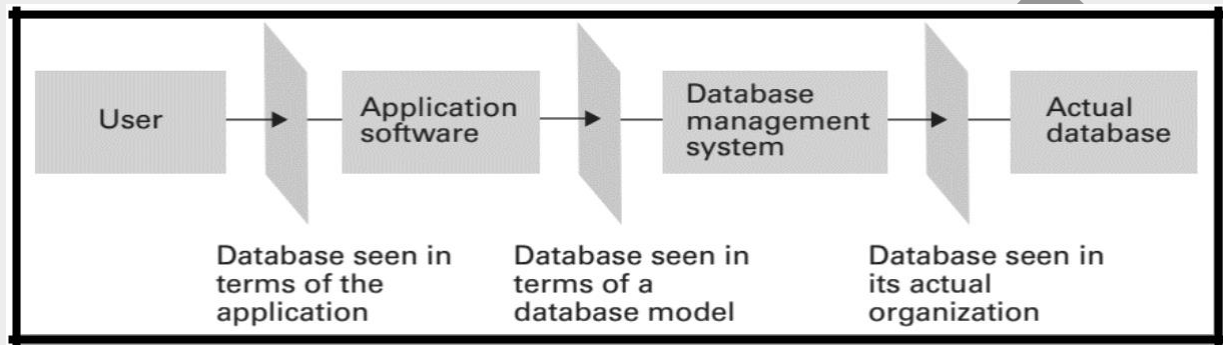 User
Application
software
Database
management
system
Actual
database
Database seen in
terms of the
application
Database seen in
terms of a
database model
Database seen in
its actual
organization